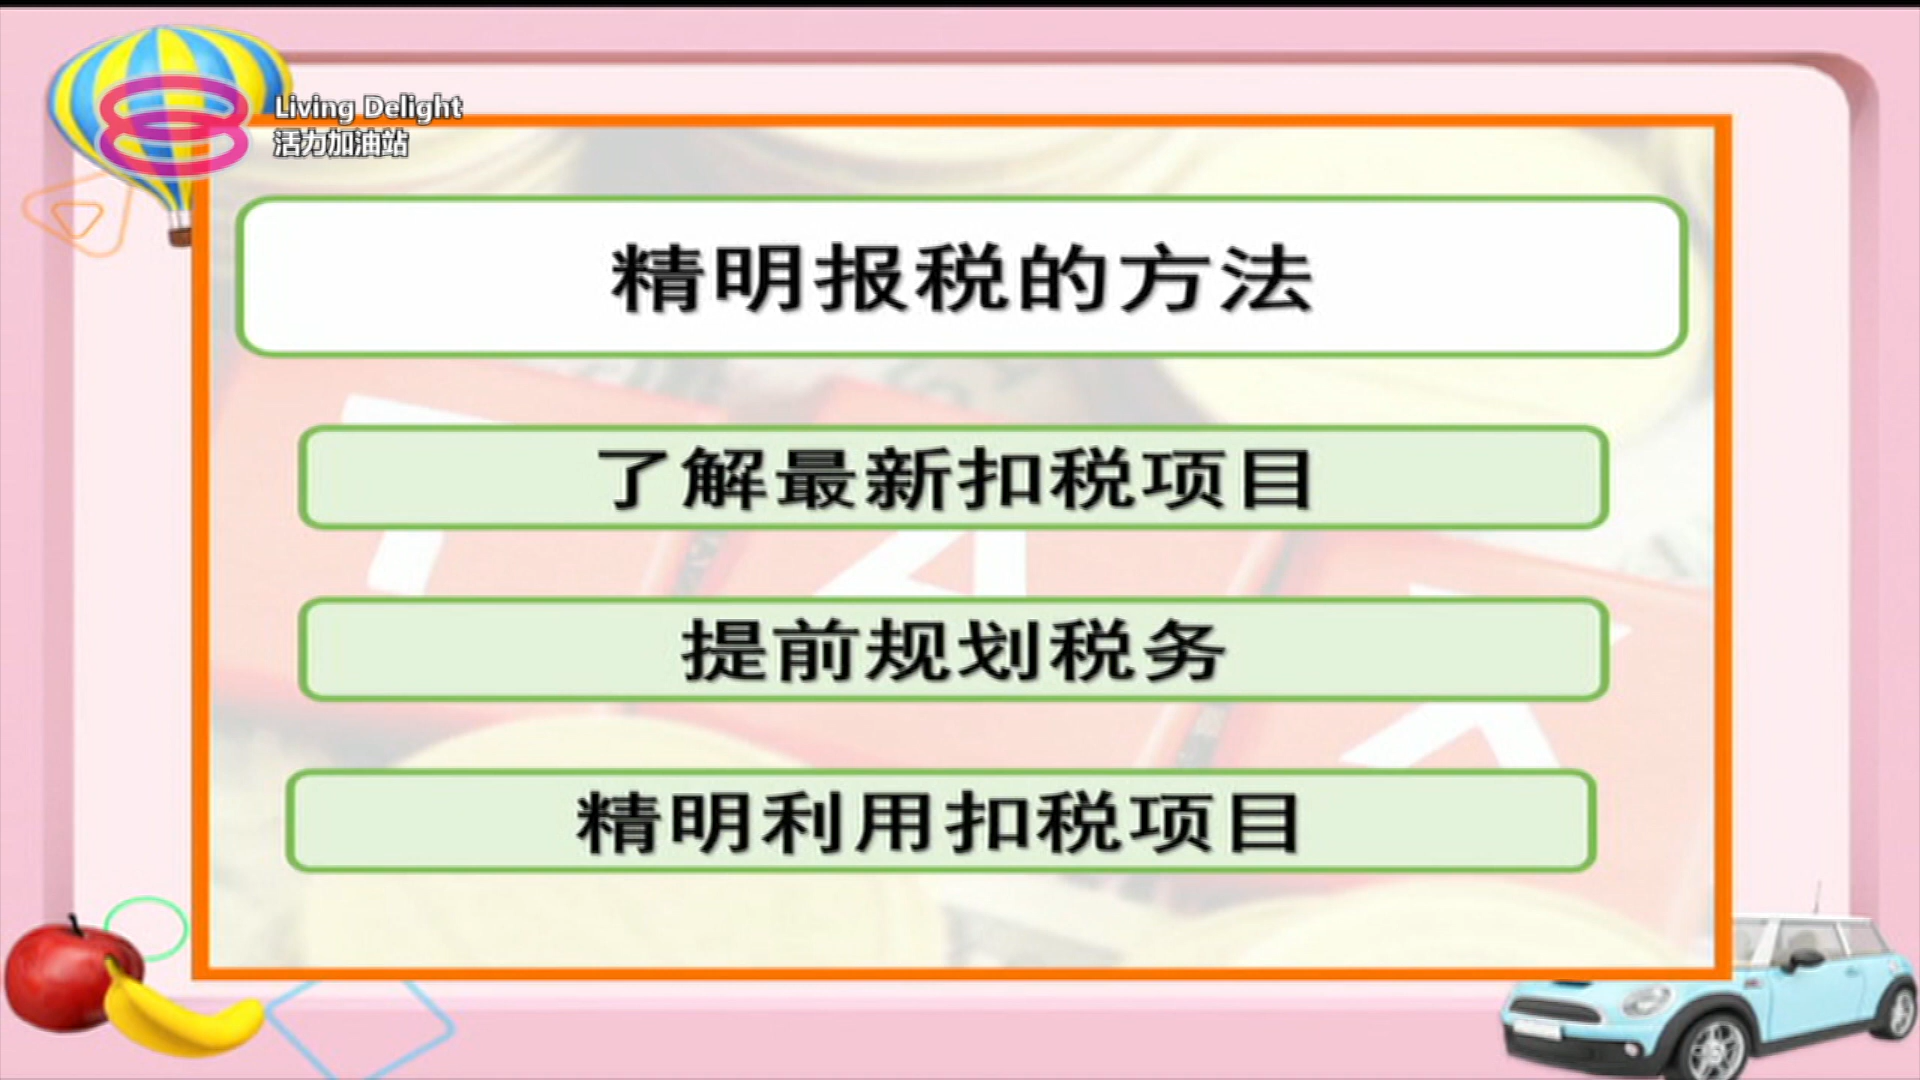 Living Delight
活力加油站
精明报税的方法
了解最新扣税项目
TAX
提前规划税务
精明利用扣税项目